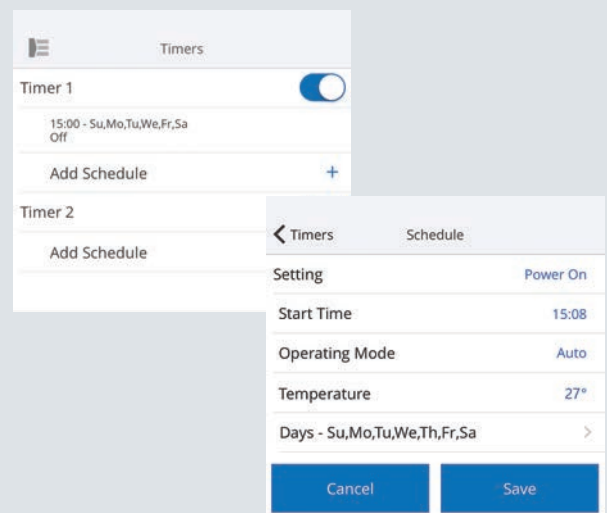 Timers
Timer 1
15:00 - Su,Mo,Tu,We,Fr,Sa
Off
Add Schedule +
Timer 2
Add Schedule
Timers Schedule
Setting Power On
Start Time 15:08
Operating Mode Auto
Temperature 27°
Days - Su,Mo,Tu,We,Th,Fr,Sa
Cancel Save